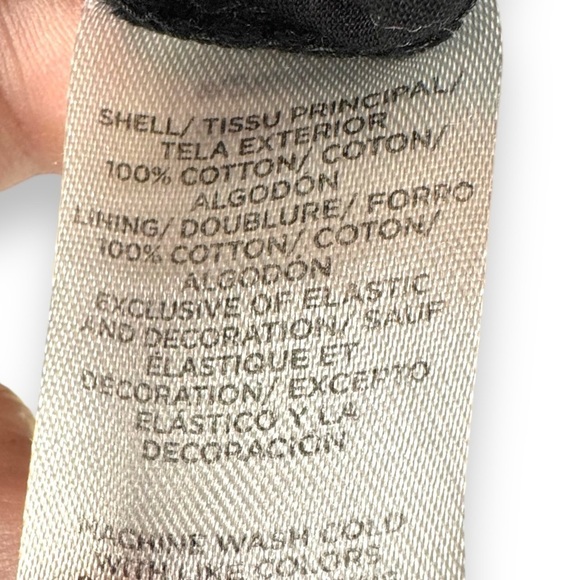 SHELL/ TISSU PRINCIPAL/
TELA EXTERIOR
100% COTTON/ COTON/
ALGODÓN
LINING/ DOUBLURE/ FORRO
100% COTTON/ COTON/
ALGODÓN
EXCLUSIVE OF ELASTIC
AND DECORATION/ SAUF
ÉLASTIQUE ET
DECORATION/ EXCEPTO
ELÁSTICO Y LA
DECORACIÓN
MACHINE WASH COLD
WITH LIKE COLORS